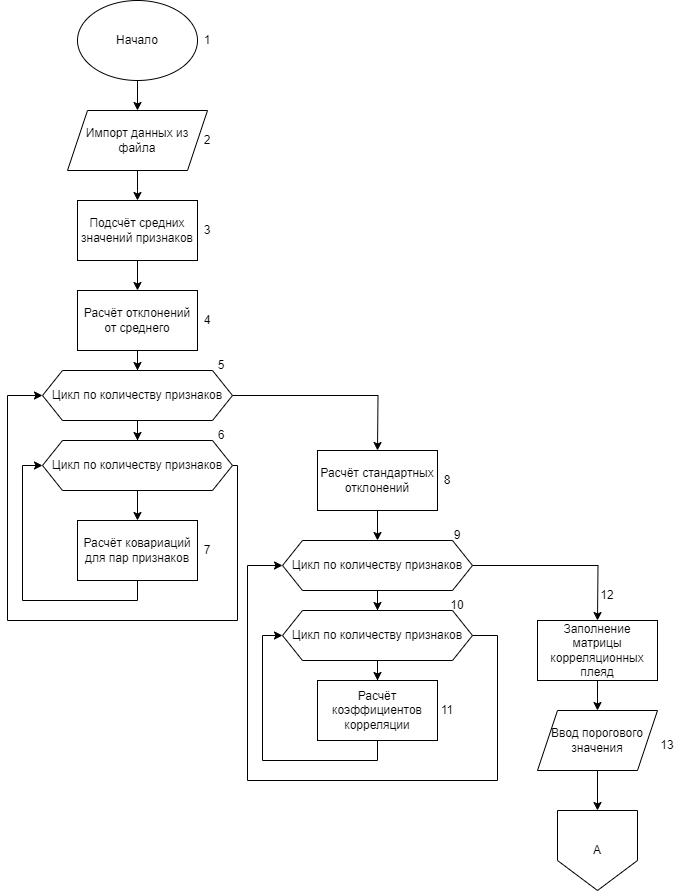 Начало
1
Импорт данных из
файла
2
Подсчёт средних
значений признаков
3
Расчёт отклонений
от среднего
4
5
Цикл по количеству признаков
6
Цикл по количеству признаков
Расчёт ковариаций
для пар признаков
7
Расчёт стандартных
отклонений
8
9
Цикл по количеству признаков
10
Цикл по количеству признаков
Расчёт
коэффициентов
корреляции
11
12
Заполнение
матрицы
корреляционных
плеяд
Ввод порогового
значения
13
А